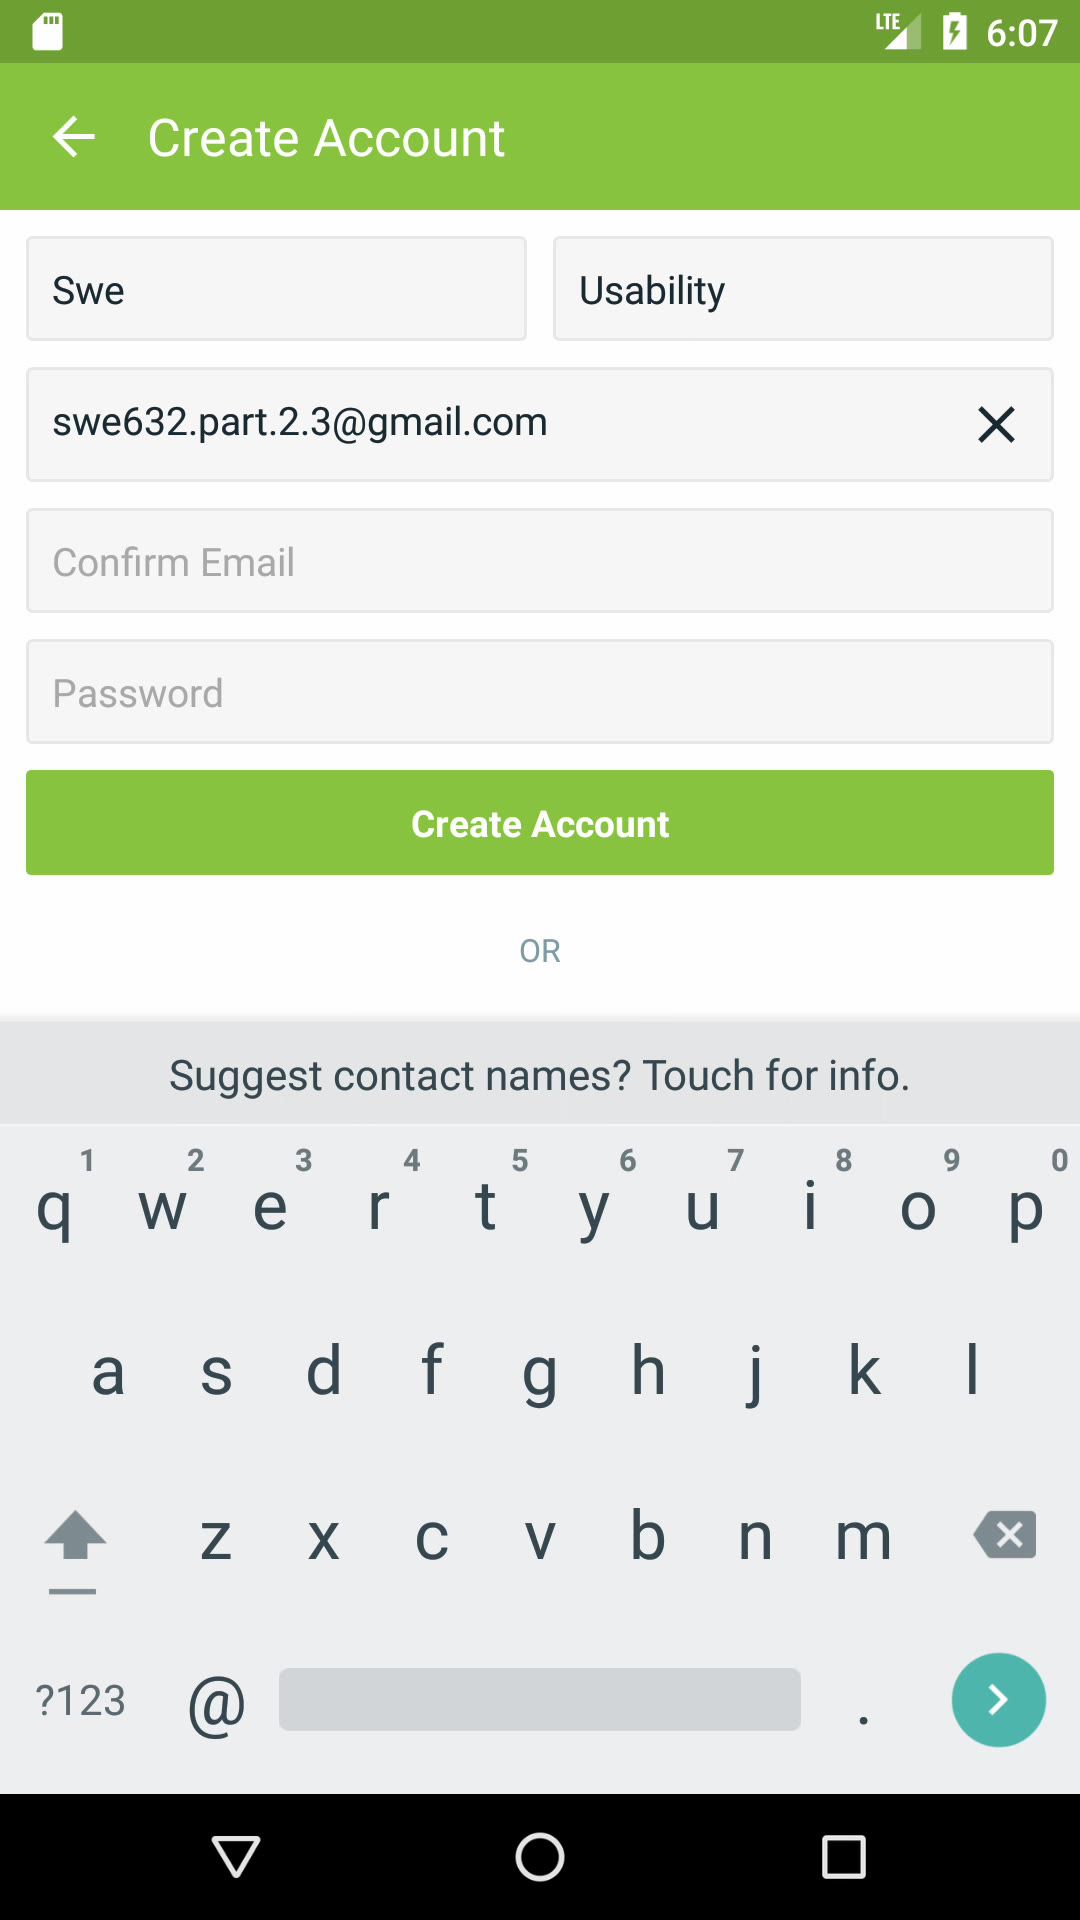 LTE 6:07
Create Account
Swe Usability
swe632.part.2.3@gmail.com
Confirm Email
Password
Create Account
OR
Suggest contact names? Touch for info.
1 2 3 4 5 6 7 8 9 0
q w e r t y u i o p
a s d f g h j k l
z x c v b n m
?123 @ .